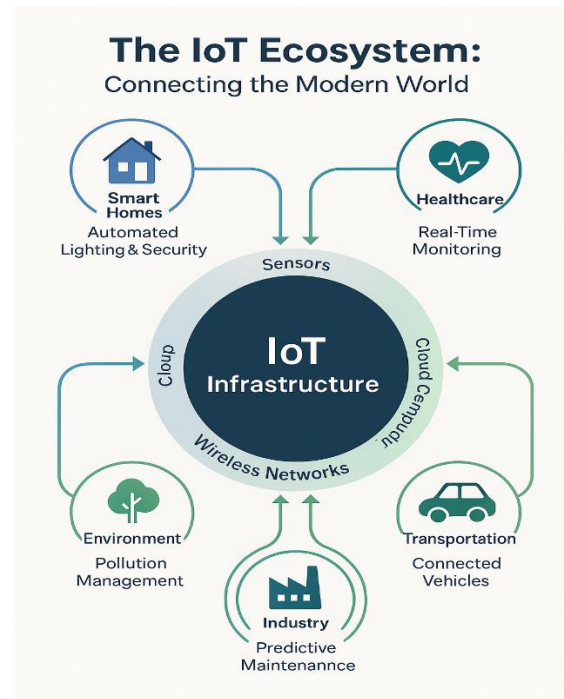 The IoT Ecosystem:
Connecting the Modern World
Smart
Homes
Automated
Lighting & Security
Healthcare
Real-Time
Monitoring
Sensors
Cloup
IoT
Infrastructure
Cloud Cempudur
Wireless Networks
Environment
Pollution
Management
Transportation
Connected
Vehicles
Industry
Predictive
Maintenannce